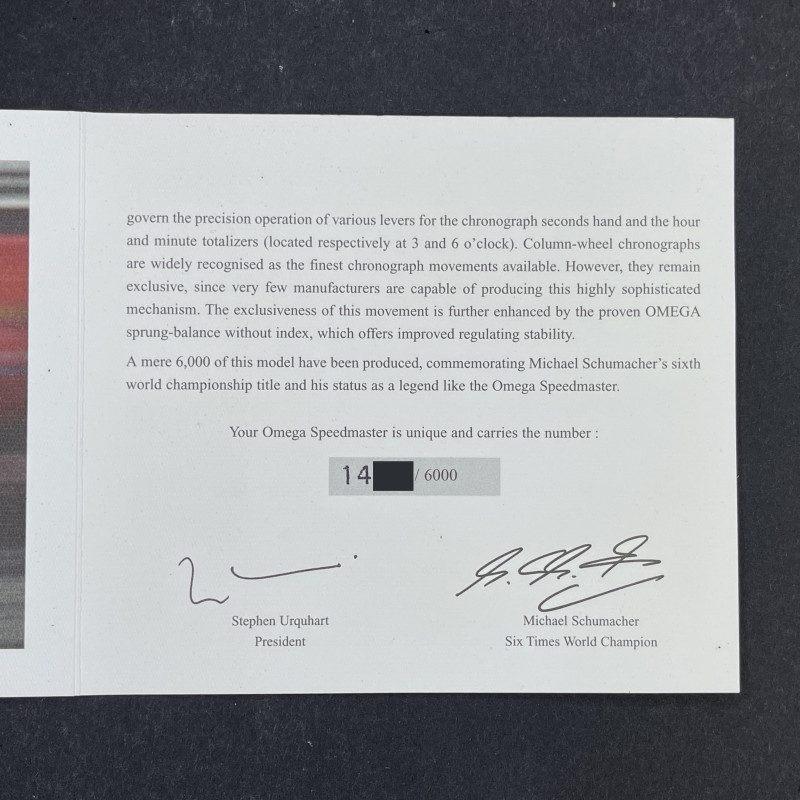 govern the precision operation of various levers for the chronograph seconds hand and the hour
and minute totalizers (located respectively at 3 and 6 o'clock). Column-wheel chronographs
are widely recognised as the finest chronograph movements available. However, they remain
exclusive, since very few manufacturers are capable of producing this highly sophisticated
mechanism. The exclusiveness of this movement is further enhanced by the proven OMEGA
sprung-balance without index, which offers improved regulating stability.
A mere 6,000 of this model have been produced, commemorating Michael Schumacher's sixth
world championship title and his status as a legend like the Omega Speedmaster.
Your Omega Speedmaster is unique and carries the number :
14 / 6000
Stephen Urquhart
President
Michael Schumacher
Six Times World Champion